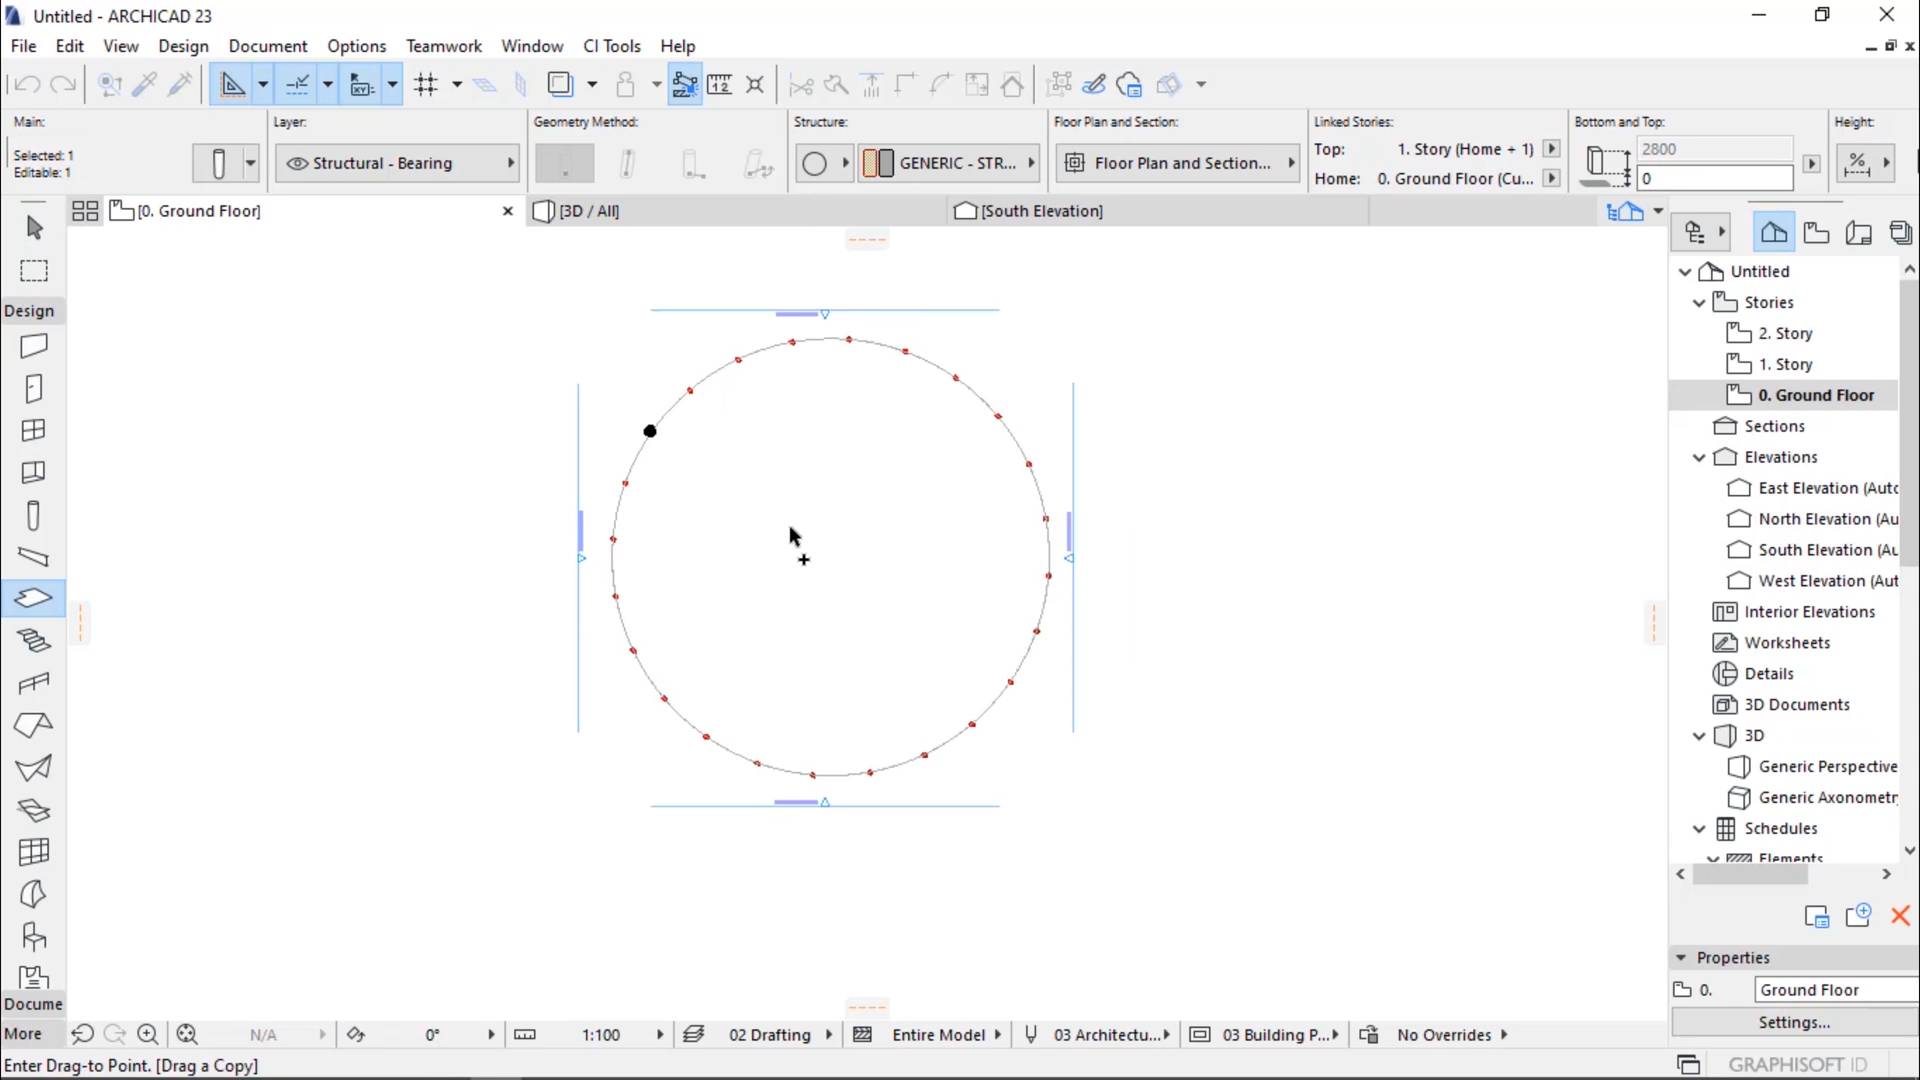 Untitled - ARCHICAD 23
File Edit View Design Document Options Teamwork Window CI Tools Help
Main: Layer: Geometry Method: Structure: Floor Plan and Section: Linked Stories: Bottom and Top: Height:
Selected: 1
Editable: 1
Structural - Bearing
GENERIC - STR...
Floor Plan and Section...
Top: 1. Story (Home + 1)
Home: 0. Ground Floor (Cu...
2800
0
[0. Ground Floor] [3D / All] [South Elevation]
Design
Untitled
Stories
2. Story
1. Story
0. Ground Floor
Sections
Elevations
East Elevation (Auto
North Elevation (Au
South Elevation (Au
West Elevation (Aut
Interior Elevations
Worksheets
Details
3D Documents
3D
Generic Perspective
Generic Axonometr
Schedules
Elements
Properties
0. Ground Floor
Settings...
Docume
More
N/A 0° 1:100 02 Drafting Entire Model 03 Architectu... 03 Building P... No Overrides
Enter Drag-to Point. [Drag a Copy]
GRAPHISOFT ID